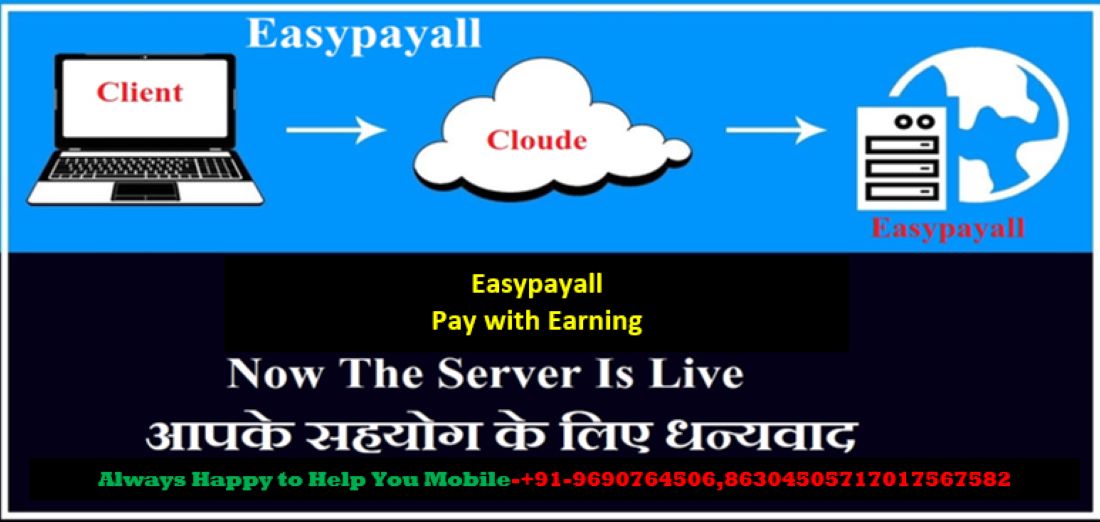 Easypayall
Client
Cloude
Easypayall
Easypayall
Pay with Earning
Now The Server Is Live
आपके सहयोग के लिए धन्यवाद
Always Happy to Help You Mobile-+91-9690764506,86304505717017567582